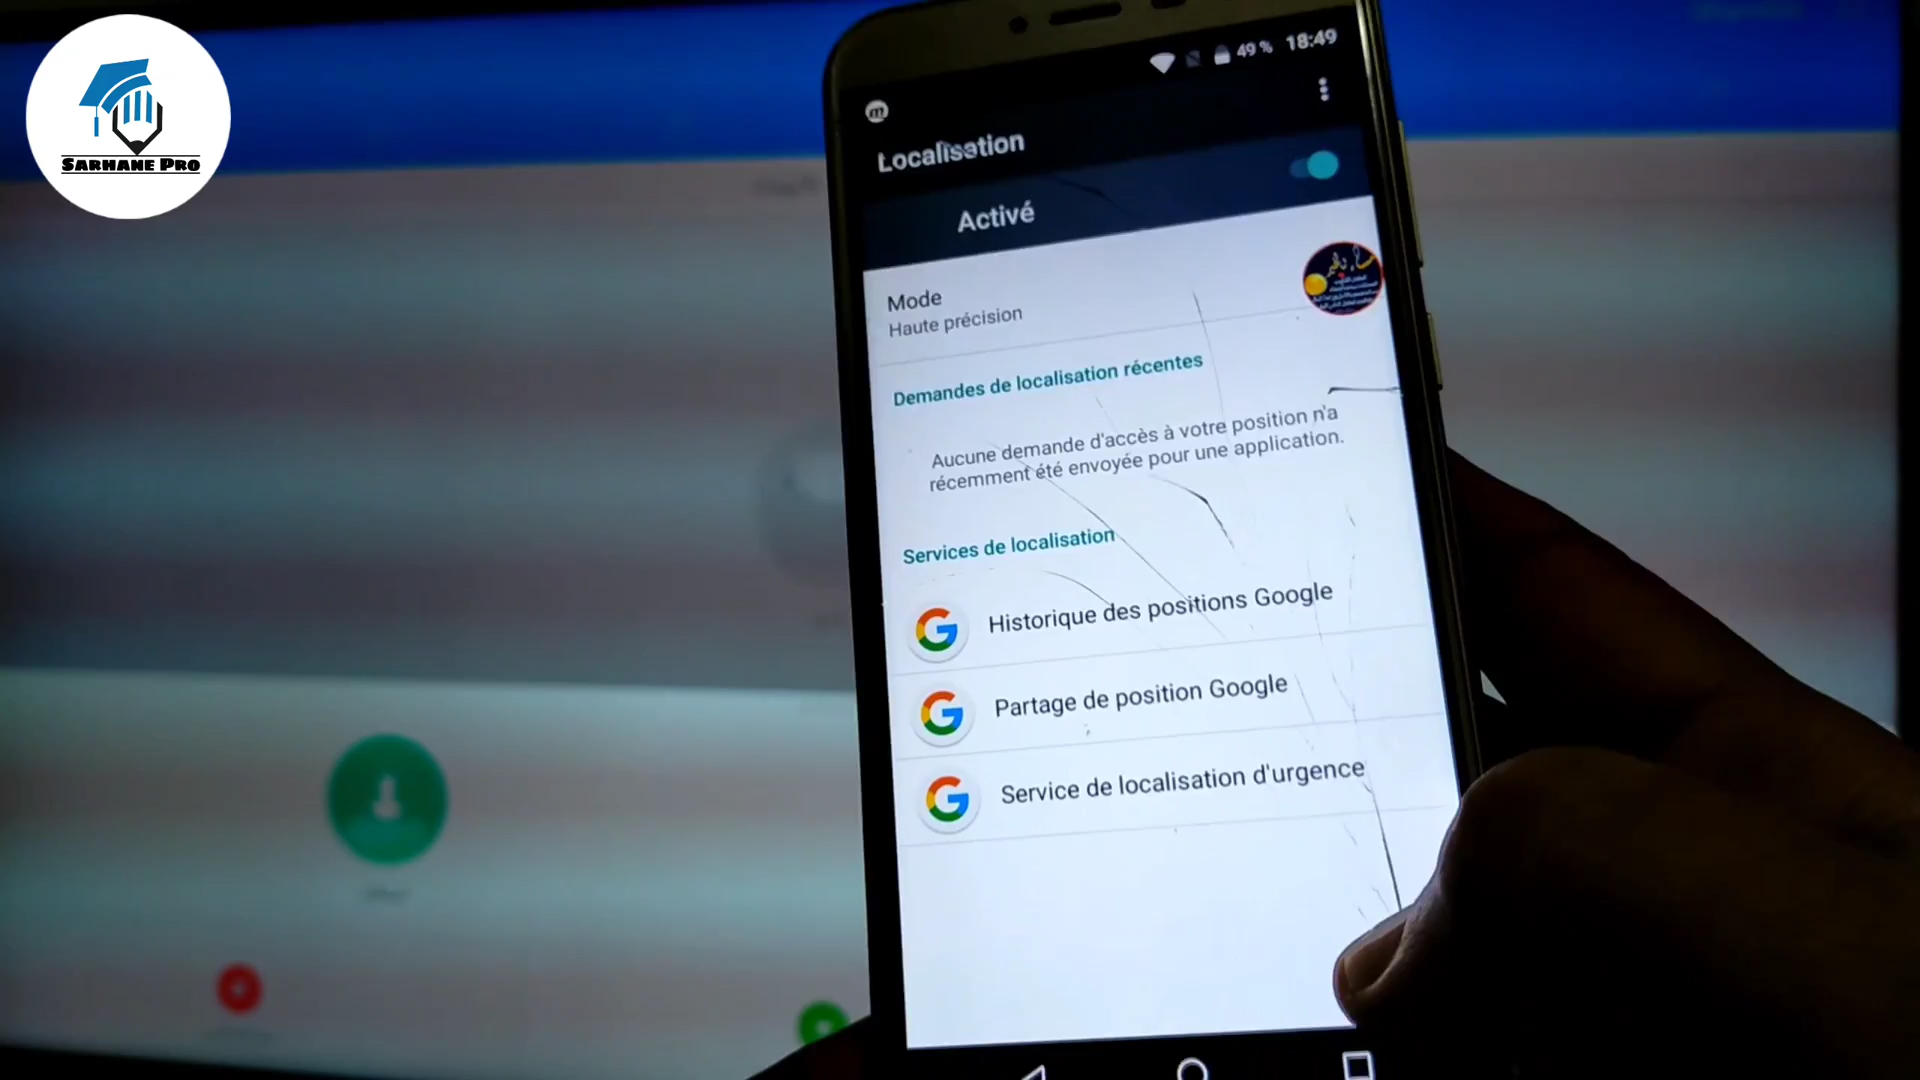 SARHANE PRO
49 % 18:49
Localisation
Activé
Mode
Haute précision
Demandes de localisation récentes
Aucune demande d'accès à votre position n'a
récemment été envoyée pour une application.
Services de localisation
Historique des positions Google
Partage de position Google
Service de localisation d'urgence